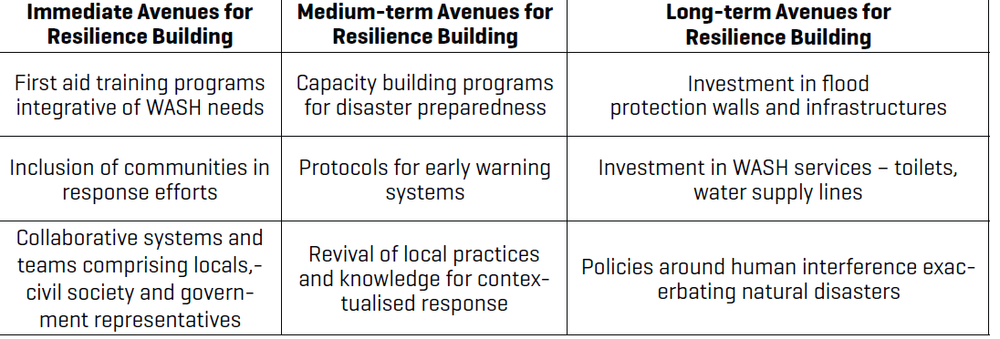 Immediate Avenues for
Resilience Building
Medium-term Avenues for
Resilience Building
Long-term Avenues for
Resilience Building
First aid training programs
integrative of WASH needs
Capacity building programs
for disaster preparedness
Investment in flood
protection walls and infrastructures
Inclusion of communities in
response efforts
Protocols for early warning
systems
Investment in WASH services – toilets,
water supply lines
Collaborative systems and
teams comprising locals,-
civil society and govern-
ment representatives
Revival of local practices
and knowledge for contex-
tualised response
Policies around human interference exac-
erbating natural disasters